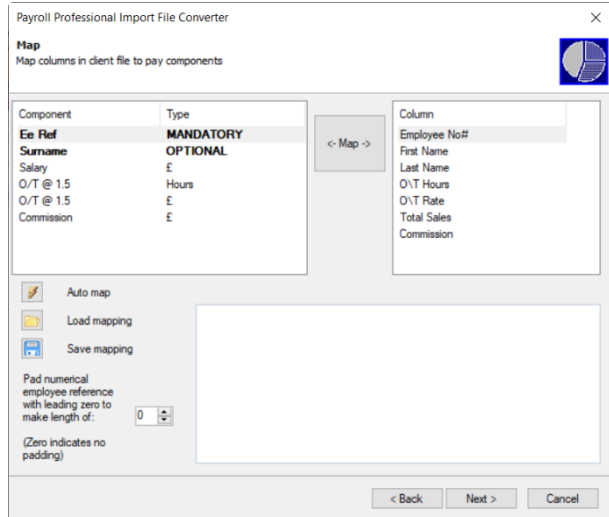 Payroll Professional Import File Converter
Map
Map columns in client file to pay components
Component Type
Ee Ref MANDATORY
Surname OPTIONAL
Salary £
O/T @ 1.5 Hours
O/T @ 1.5 £
Commission £
<- Map ->
Column
Employee No#
First Name
Last Name
O\T Hours
O\T Rate
Total Sales
Commission
Auto map
Load mapping
Save mapping
Pad numerical
employee reference
with leading zero to
make length of: 0
(Zero indicates no
padding)
< Back Next > Cancel